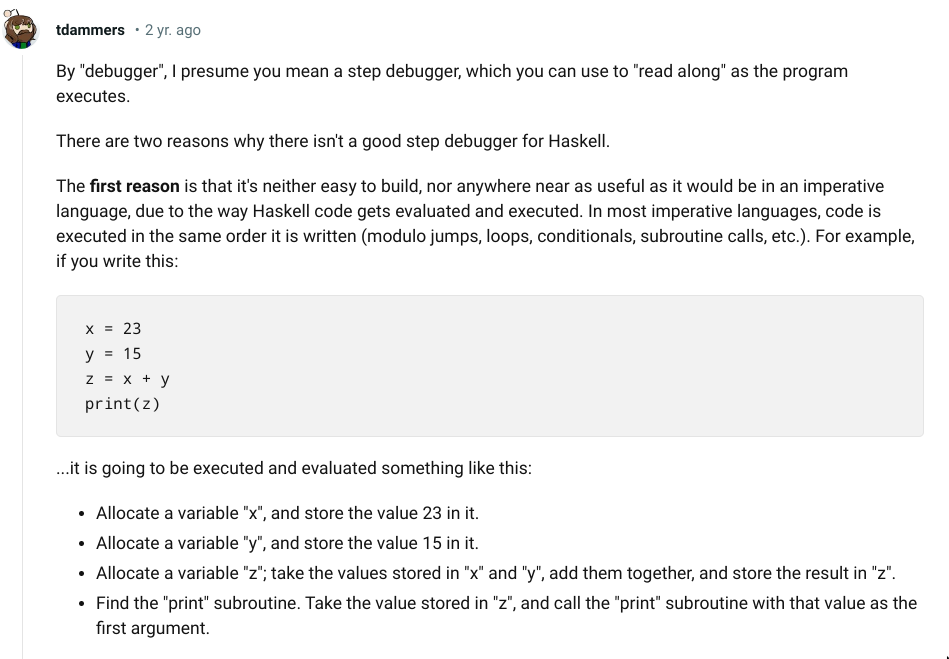 tdammers • 2 yr. ago
By "debugger", I presume you mean a step debugger, which you can use to "read along" as the program
executes.
There are two reasons why there isn't a good step debugger for Haskell.
The first reason is that it's neither easy to build, nor anywhere near as useful as it would be in an imperative
language, due to the way Haskell code gets evaluated and executed. In most imperative languages, code is
executed in the same order it is written (modulo jumps, loops, conditionals, subroutine calls, etc.). For example,
if you write this:
x = 23
y = 15
z = x + y
print(z)
...it is going to be executed and evaluated something like this:
• Allocate a variable "x", and store the value 23 in it.
• Allocate a variable "y", and store the value 15 in it.
• Allocate a variable "z"; take the values stored in "x" and "y", add them together, and store the result in "z".
• Find the "print" subroutine. Take the value stored in "z", and call the "print" subroutine with that value as the
first argument.